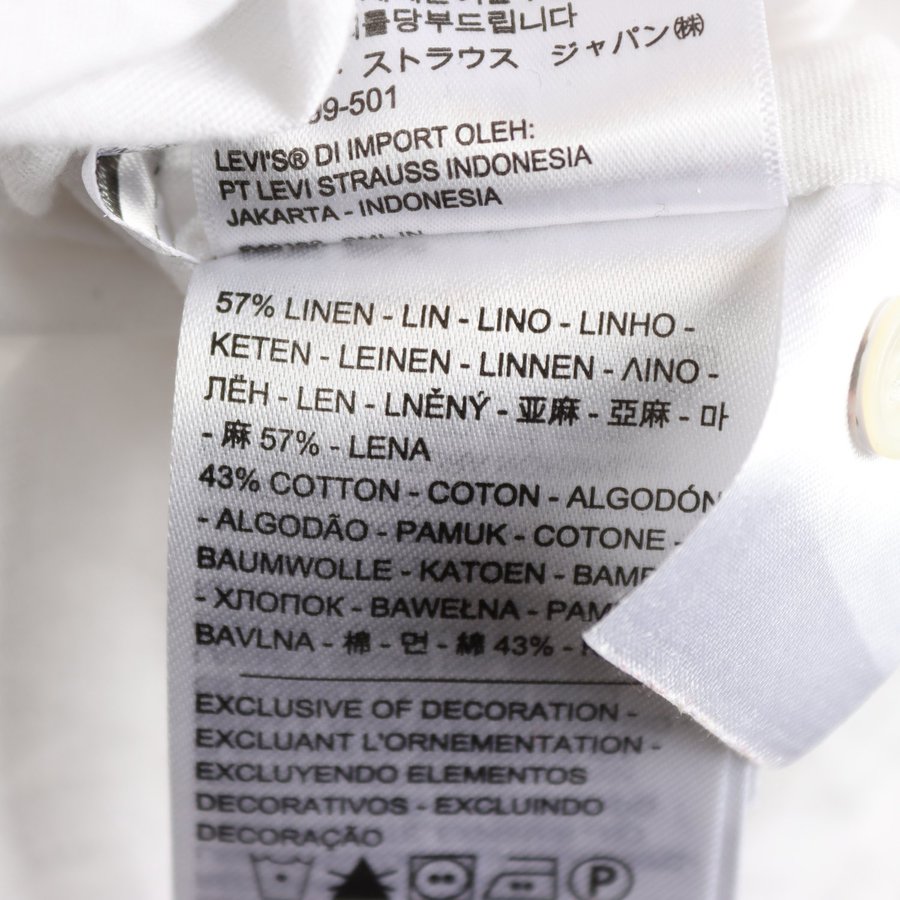 를당부드립니다
ストラウス ジャパン㈱
99-501
LEVI'S® DI IMPORT OLEH:
PT LEVI STRAUSS INDONESIA
JAKARTA - INDONESIA
57% LINEN - LIN - LINO - LINHO -
KETEN - LEINEN - LINNEN - ΛΙΝΟ -
ЛЁН - LEN - LNĚNÝ - 亚麻 - 亞麻 - 마
- 麻 57% - LENA
43% COTTON - COTON - ALGODÓN
- ALGODÃO - PAMUK - COTONE -
BAUMWOLLE - KATOEN -
- ХЛОПОК - BAWEŁNA -
BAVLNA - 棉 - 면 - 綿 43% -
EXCLUSIVE OF DECORATION -
EXCLUANT L'ORNEMENTATION -
EXCLUYENDO ELEMENTOS
DECORATIVOS - EXCLUINDO
DECORAÇÃO
P